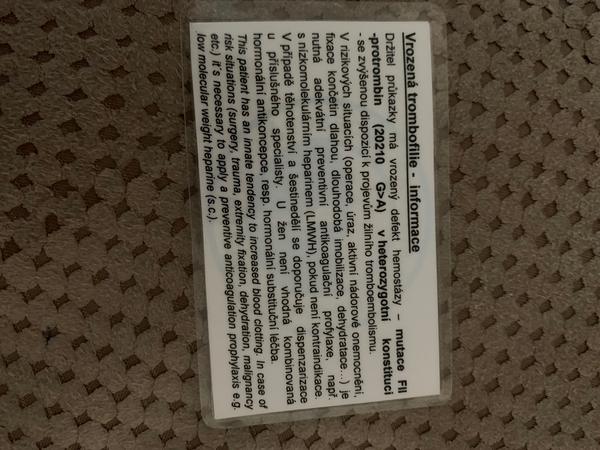 Vrozená trombofilie - informace
Držitel průkazky má vrozený defekt hemostázy – mutace FII
-protrombin (20210 G>A) v heterozygotní konstituci
- se zvýšenou dispozicí k projevům žilního tromboembolismu.
V rizikových situacích (operace, úraz, aktivní nádorové onemocnění,
fixace končetin dlahou, dlouhodobá imobilizace, dehydratace...) je
nutná adekvátní preventivní antikoagulační profylaxe, např.
s nízkomolekulárním heparinem (LMWH), pokud není kontraindikace.
V případě těhotenství a šestinedělí se doporučuje dispenzarizace
u příslušného specialisty. U žen není vhodná kombinovaná
hormonální antikoncepce, resp. hormonální substituční léčba.
This patient has an innate tendency to increased blood clotting. In case of
risk situations (surgery, trauma, extremity fixation, dehydration, malignancy
etc.) it´s necessary to apply a preventive anticoagulation prophylaxis e.g.
low molecular weight heparine (s.c.).